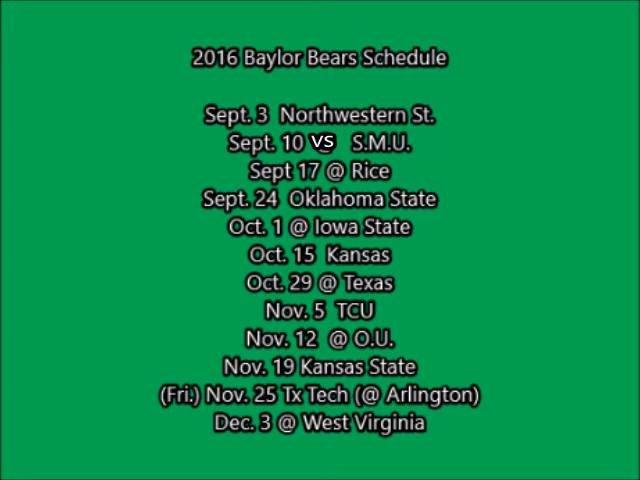 2016 Baylor Bears Schedule
Sept. 3 Northwestern St.
Sept. 10 vs S.M.U.
Sept 17 @ Rice
Sept. 24 Oklahoma State
Oct. 1 @ Iowa State
Oct. 15 Kansas
Oct. 29 @ Texas
Nov. 5 TCU
Nov. 12 @ O.U.
Nov. 19 Kansas State
(Fri.) Nov. 25 Tx Tech (@ Arlington)
Dec. 3 @ West Virginia